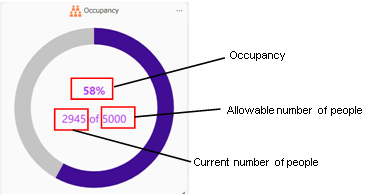 Occupancy ...
58%
Occupancy
2945 of 5000
Allowable number of people
Current number of people